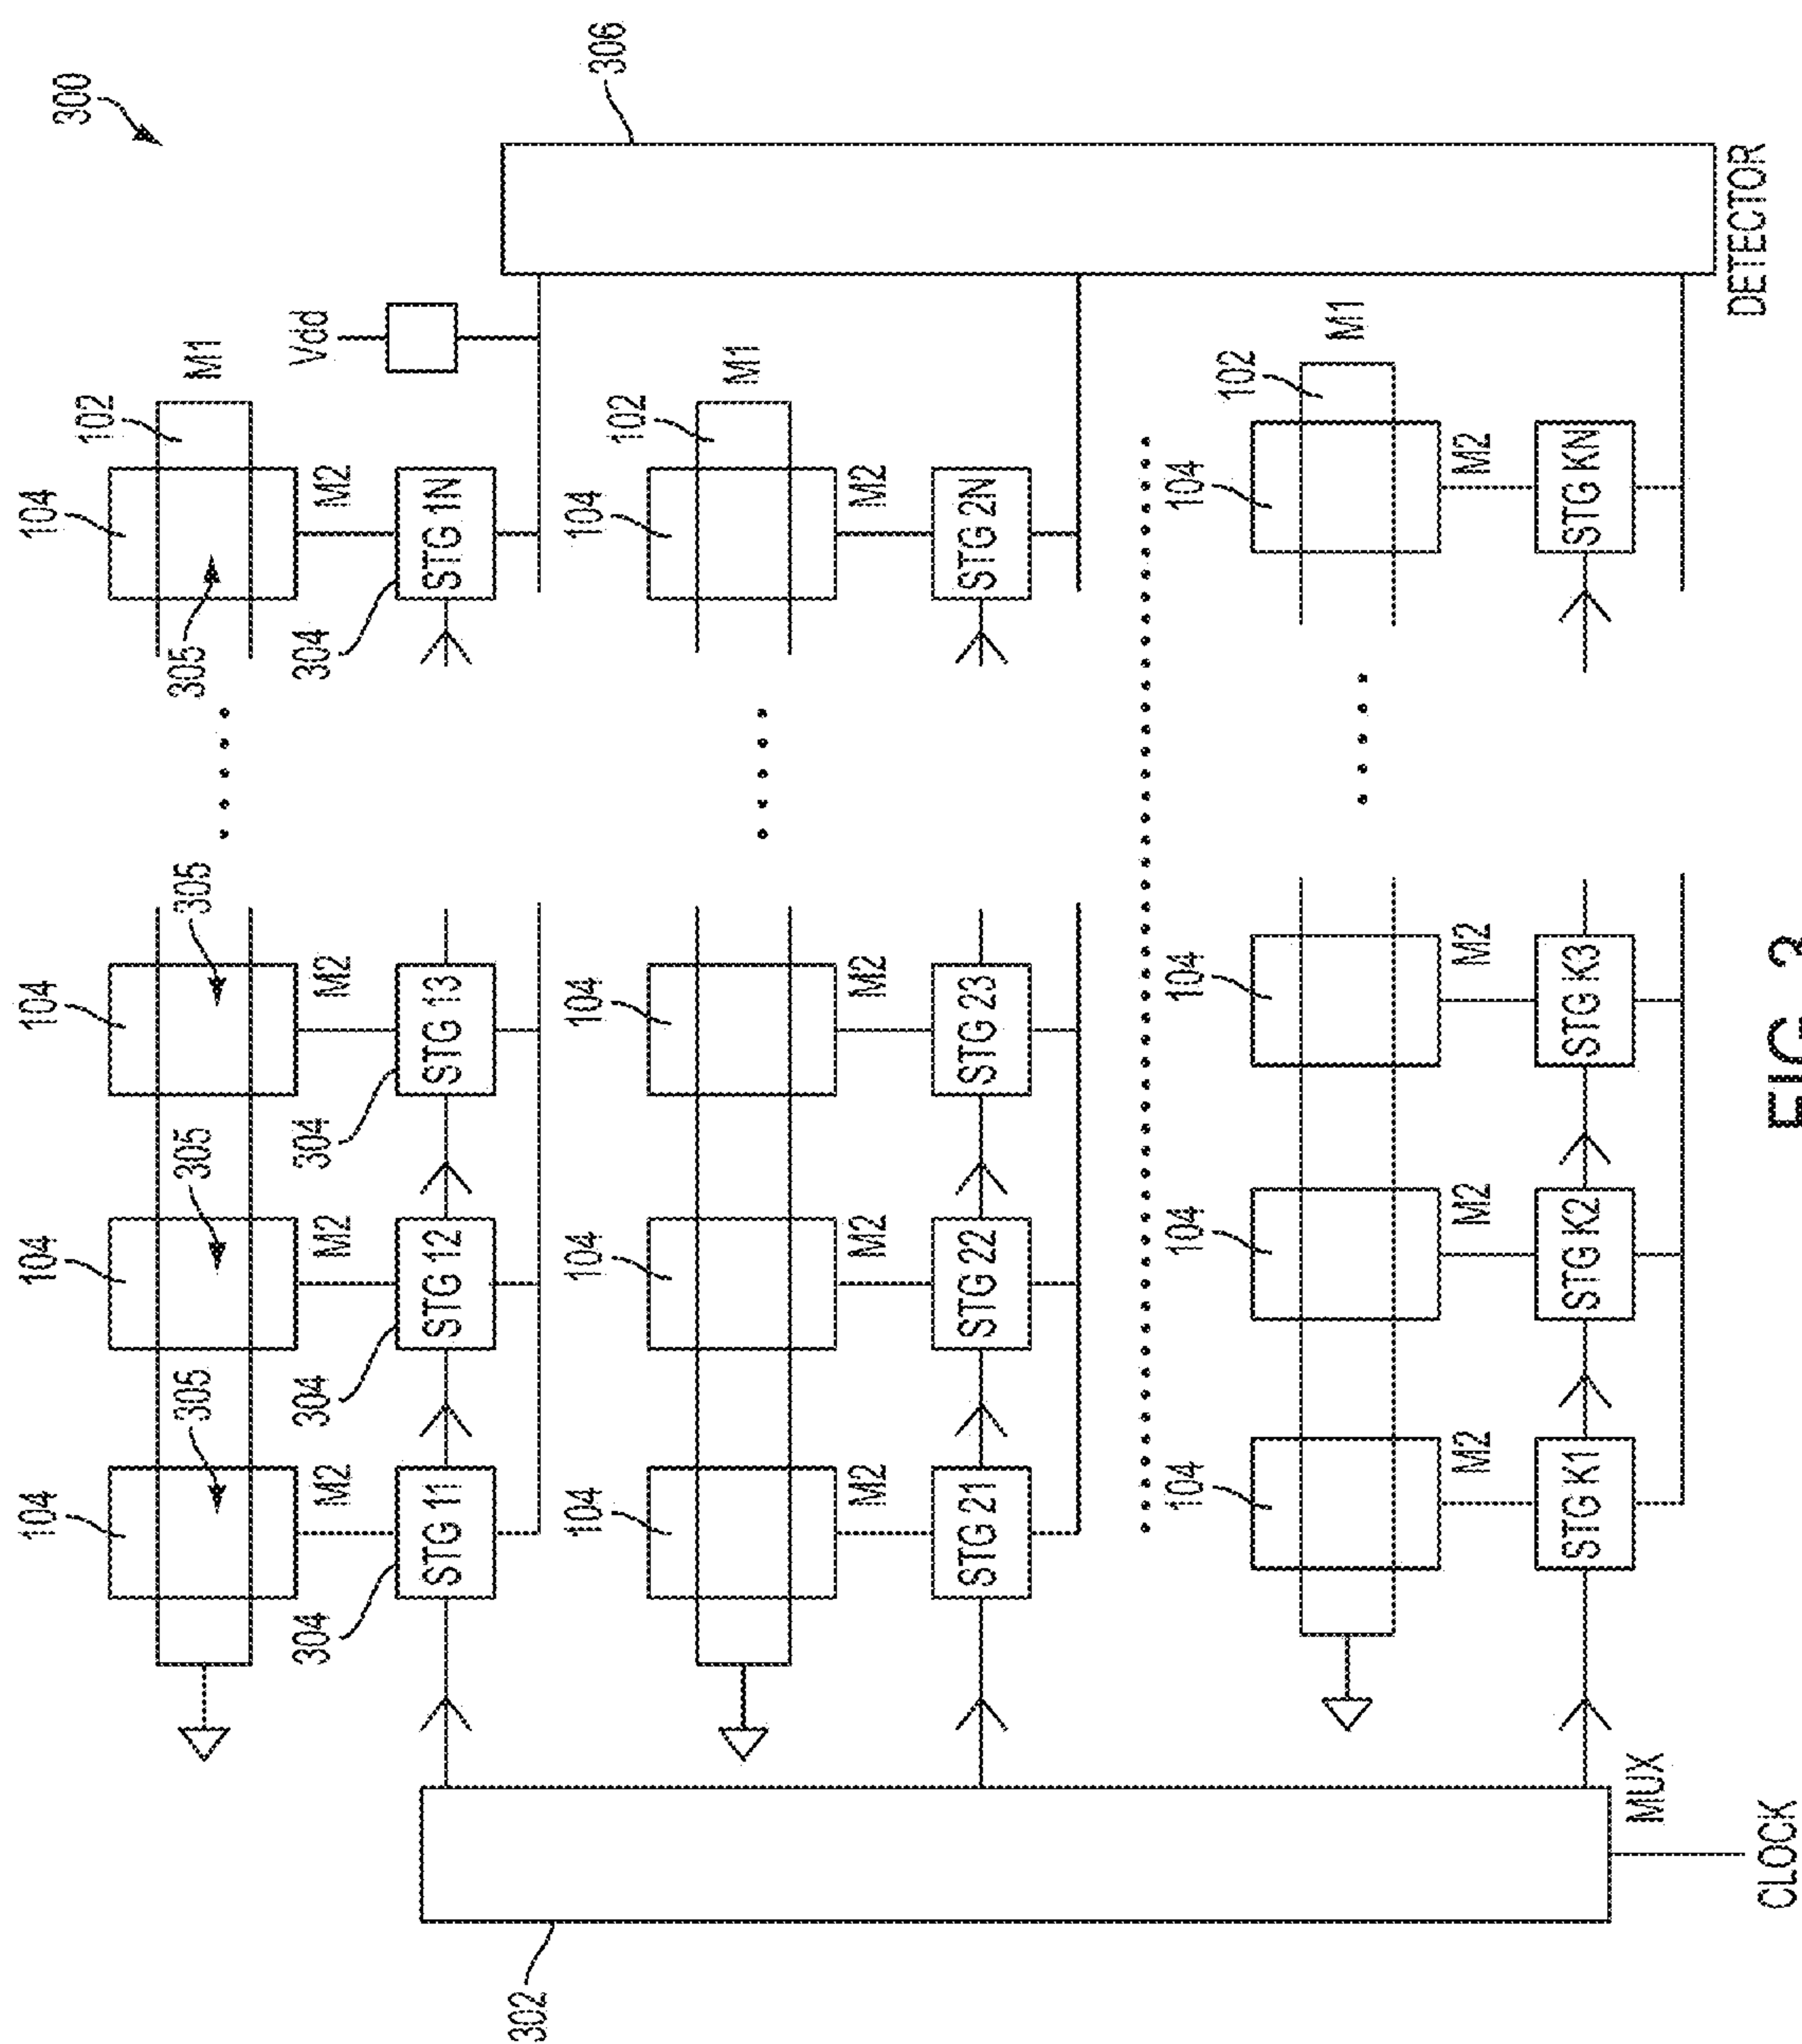 300
104 104 104 104
102
305 305 305 305 M1
304 304 304 304 Vdd
M2 M2 M2 M2
STG 11 STG 12 STG 13 STG 1N
302
104 104 104 104 306
102
M1
M2 M2 M2 M2
STG 21 STG 22 STG 23 STG 2N
104 104 104 104
102
M1
M2 M2 M2 M2
STG K1 STG K2 STG K3 STG KN
MUX
DETECTOR
CLOCK
FIG. 3